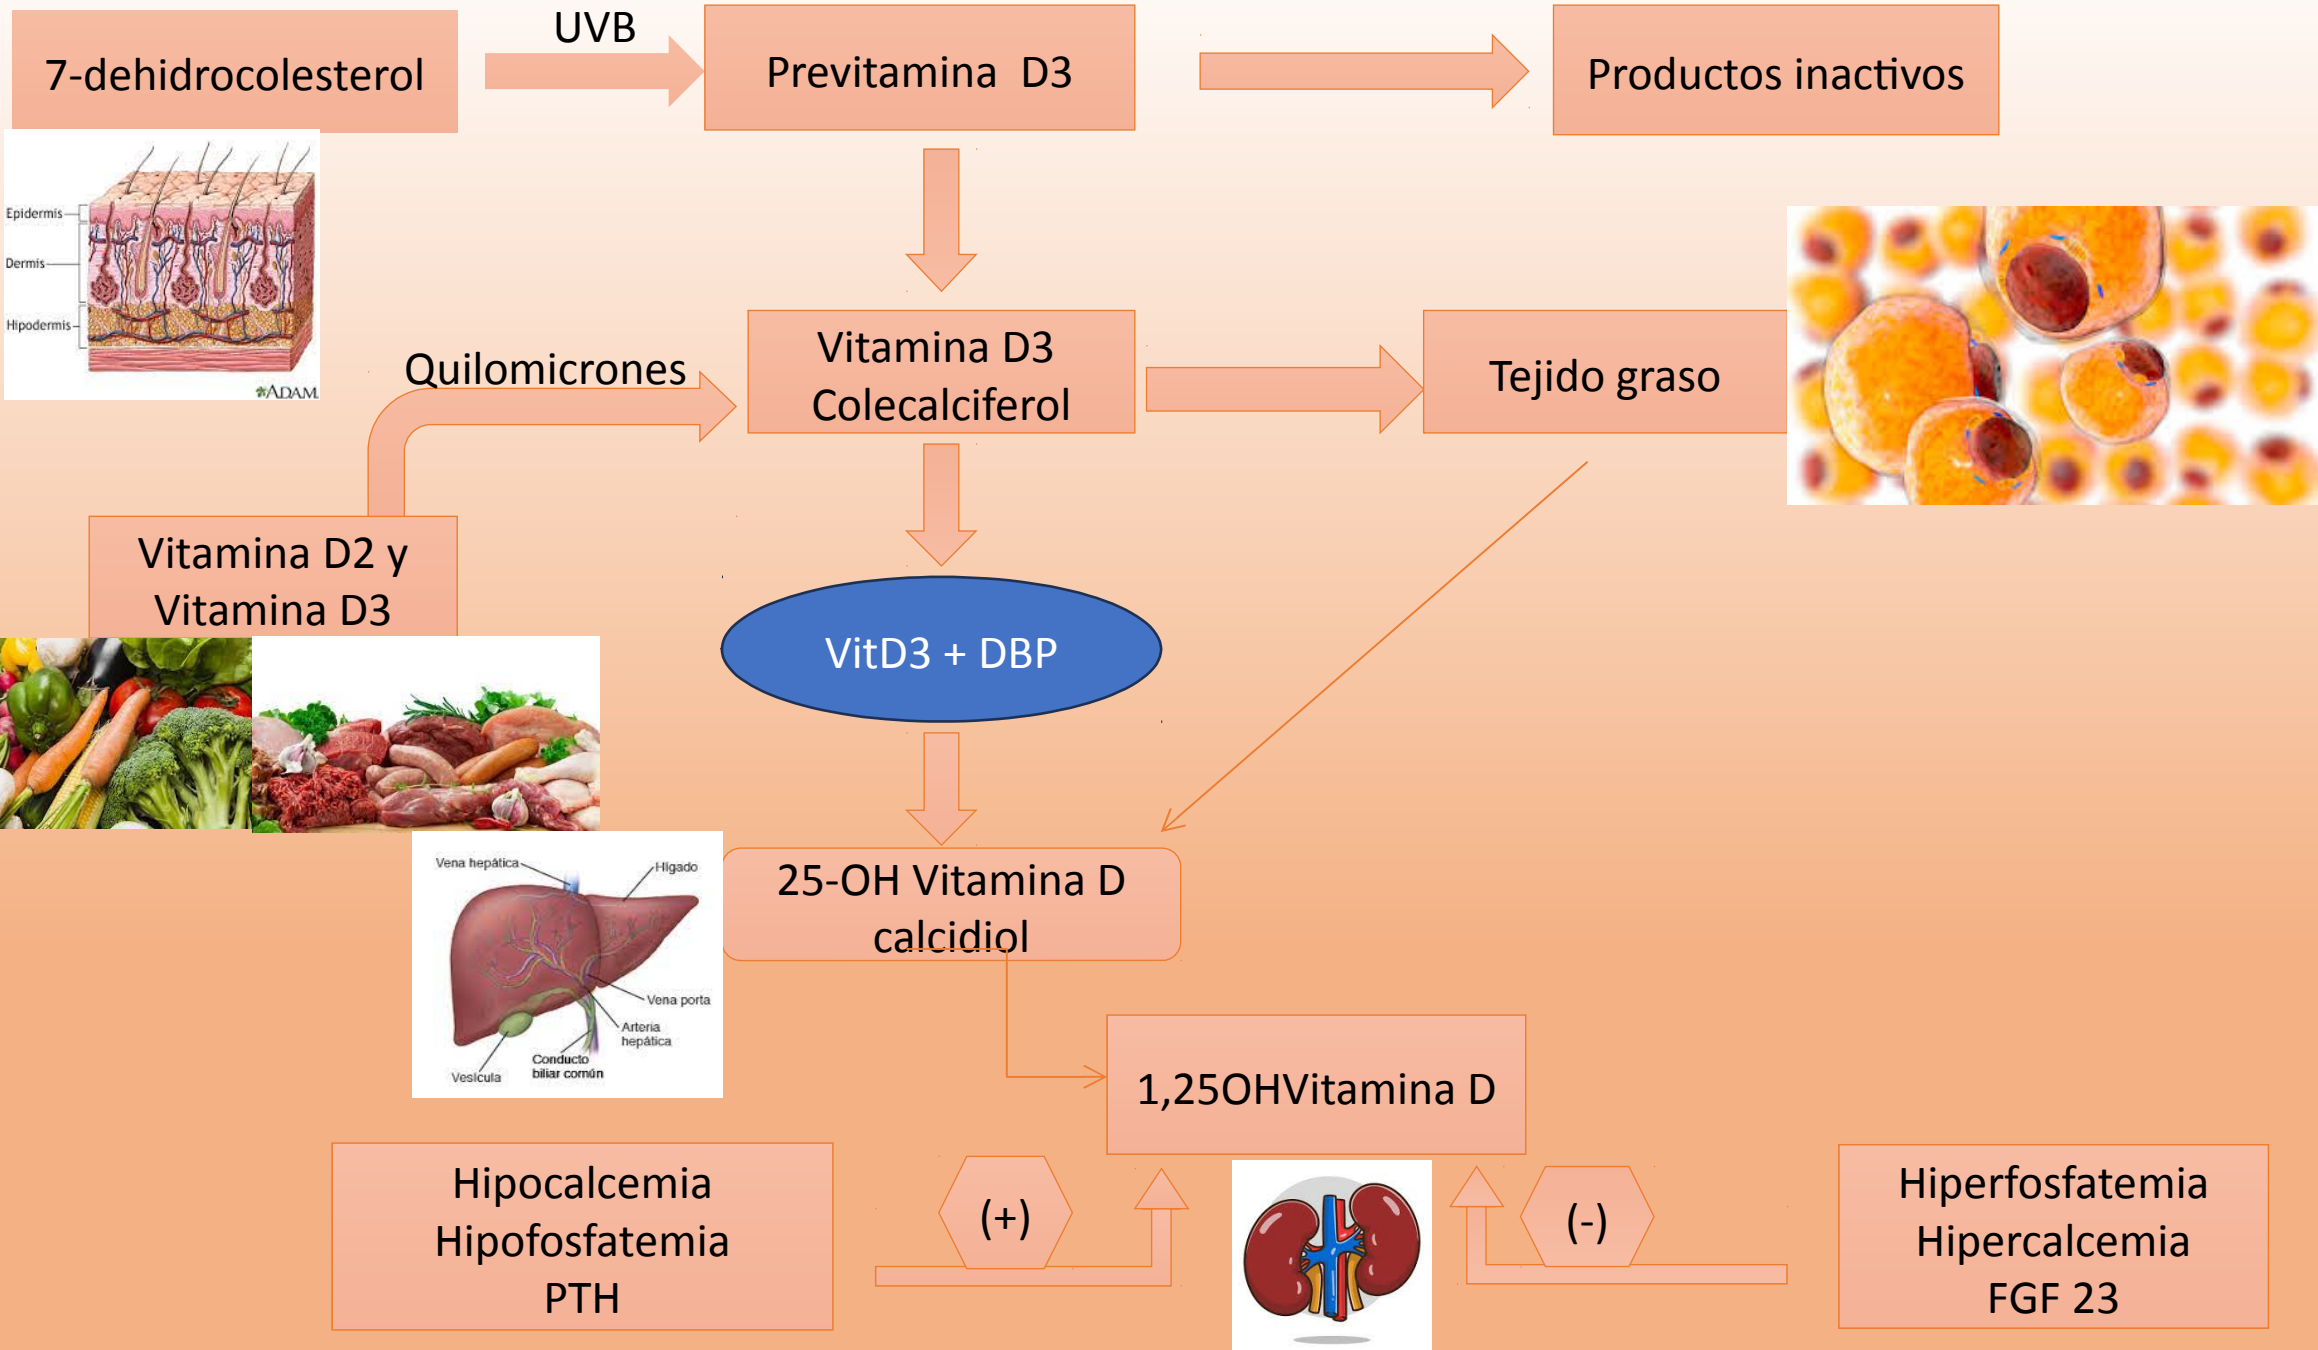 UVB
7-dehidrocolesterol
Previtamina D3
Productos inactivos
Epidermis
Dermis
Hipodermis
ADAM
Quilomicrones
Vitamina D3
Colecalciferol
Tejido graso
Vitamina D2 y
Vitamina D3
VitD3 + DBP
Vena hepática
Hígado
Vena porta
Arteria
hepática
Conducto
biliar común
Vesícula
25-OH Vitamina D
calcidiol
1,25OHVitamina D
Hipocalcemia
Hipofosfatemia
PTH
(+)
(-)
Hiperfosfatemia
Hipercalcemia
FGF 23